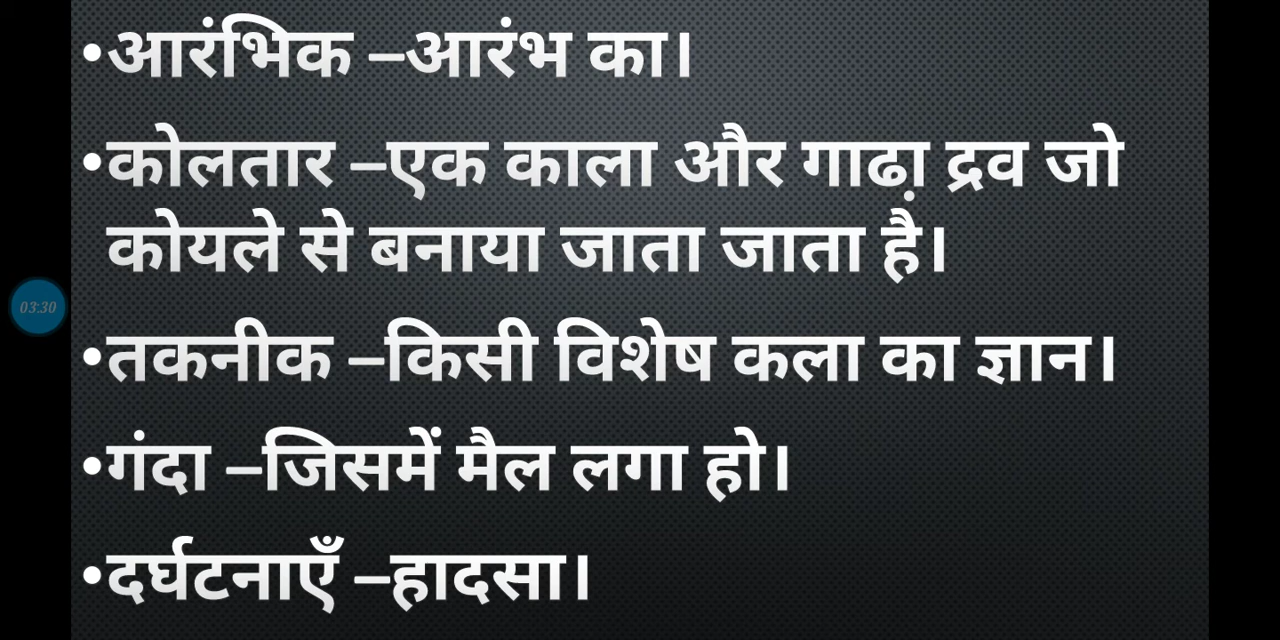 •आरंभिक –आरंभ का।
•कोलतार –एक काला और गाढा़ द्रव जो
कोयले से बनाया जाता जाता है।
•तकनीक –किसी विशेष कला का ज्ञान।
•गंदा –जिसमें मैल लगा हो।
•दर्घटनाएँ –हादसा।
03:30